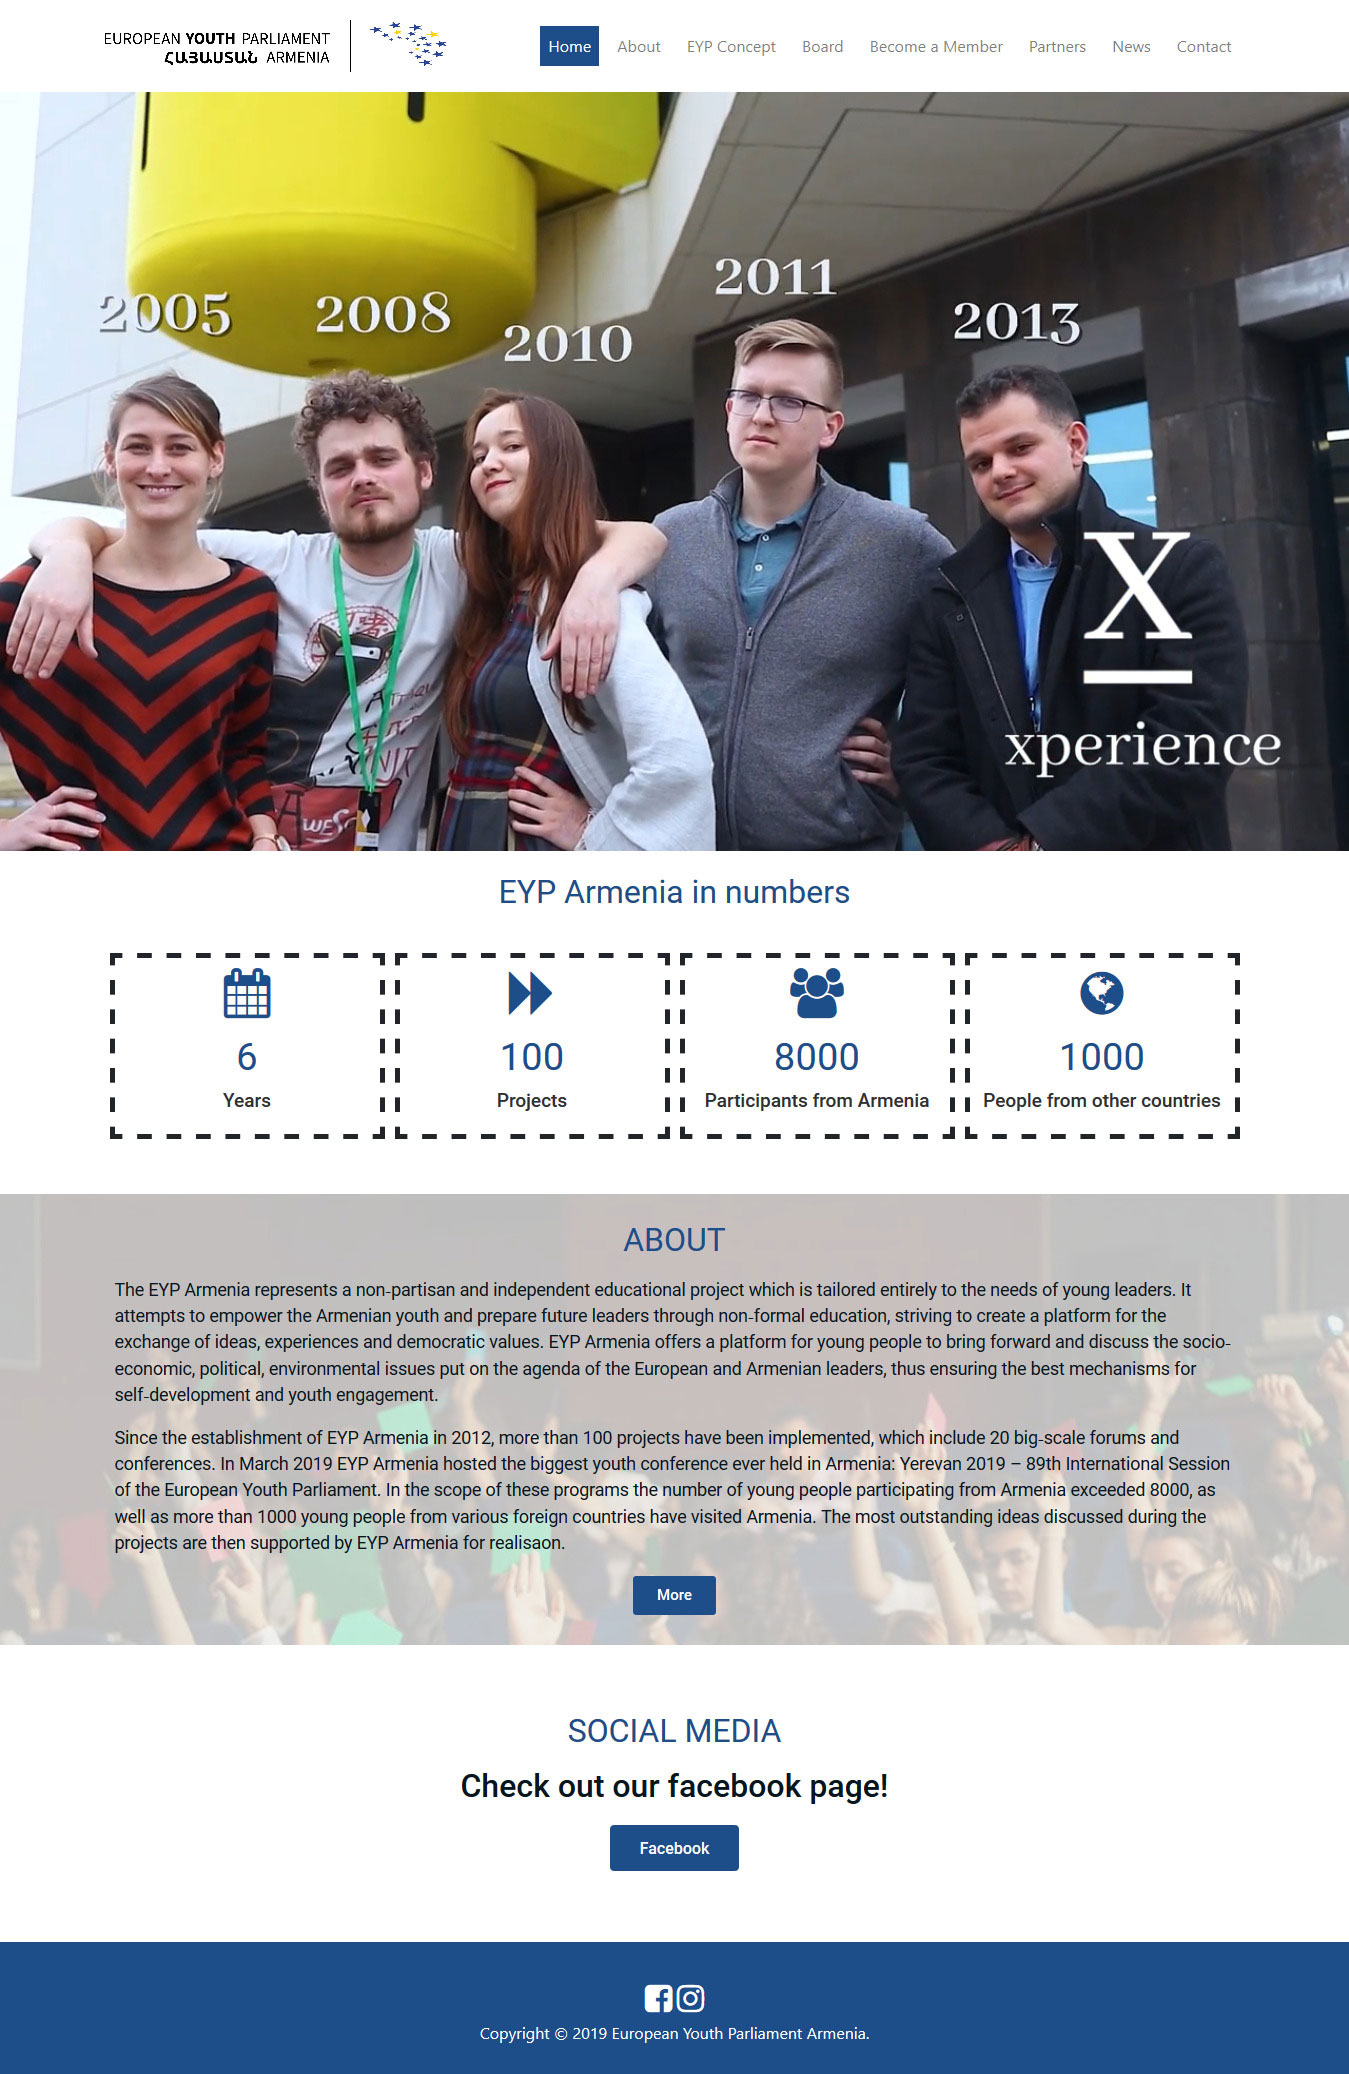 EUROPEAN YOUTH PARLIAMENT
ՀԱՅԱՍՏԱՆ ARMENIA
Home About EYP Concept Board Become a Member Partners News Contact
2005
2008
2010
2011
2013
X
xperience
EYP Armenia in numbers
6
Years
100
Projects
8000
Participants from Armenia
1000
People from other countries
ABOUT
The EYP Armenia represents a non-partisan and independent educational project which is tailored entirely to the needs of young leaders. It
attempts to empower the Armenian youth and prepare future leaders through non-formal education, striving to create a platform for the
exchange of ideas, experiences and democratic values. EYP Armenia offers a platform for young people to bring forward and discuss the socio-
economic, political, environmental issues put on the agenda of the European and Armenian leaders, thus ensuring the best mechanisms for
self-development and youth engagement.
Since the establishment of EYP Armenia in 2012, more than 100 projects have been implemented, which include 20 big-scale forums and
conferences. In March 2019 EYP Armenia hosted the biggest youth conference ever held in Armenia: Yerevan 2019 – 89th International Session
of the European Youth Parliament. In the scope of these programs the number of young people participating from Armenia exceeded 8000, as
well as more than 1000 young people from various foreign countries have visited Armenia. The most outstanding ideas discussed during the
projects are then supported by EYP Armenia for realisaon.
More
SOCIAL MEDIA
Check out our facebook page!
Facebook
Copyright © 2019 European Youth Parliament Armenia.